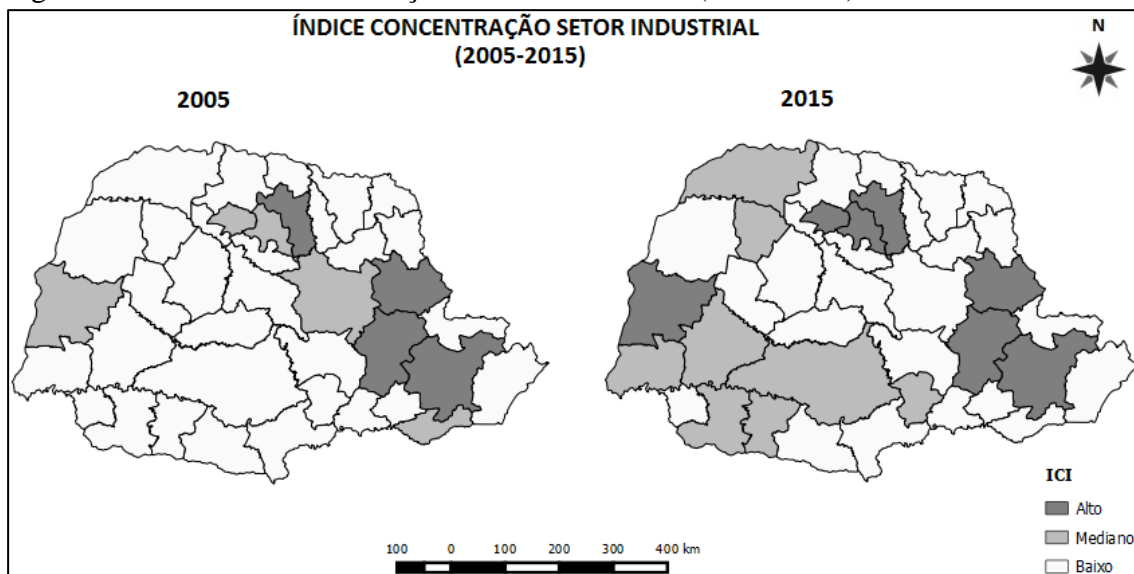 ÍNDICE CONCENTRAÇÃO SETOR INDUSTRIAL
(2005-2015)
N
2005
2015
ICI
Alto
Mediano
Baixo
100 0 100 200 300 400 km